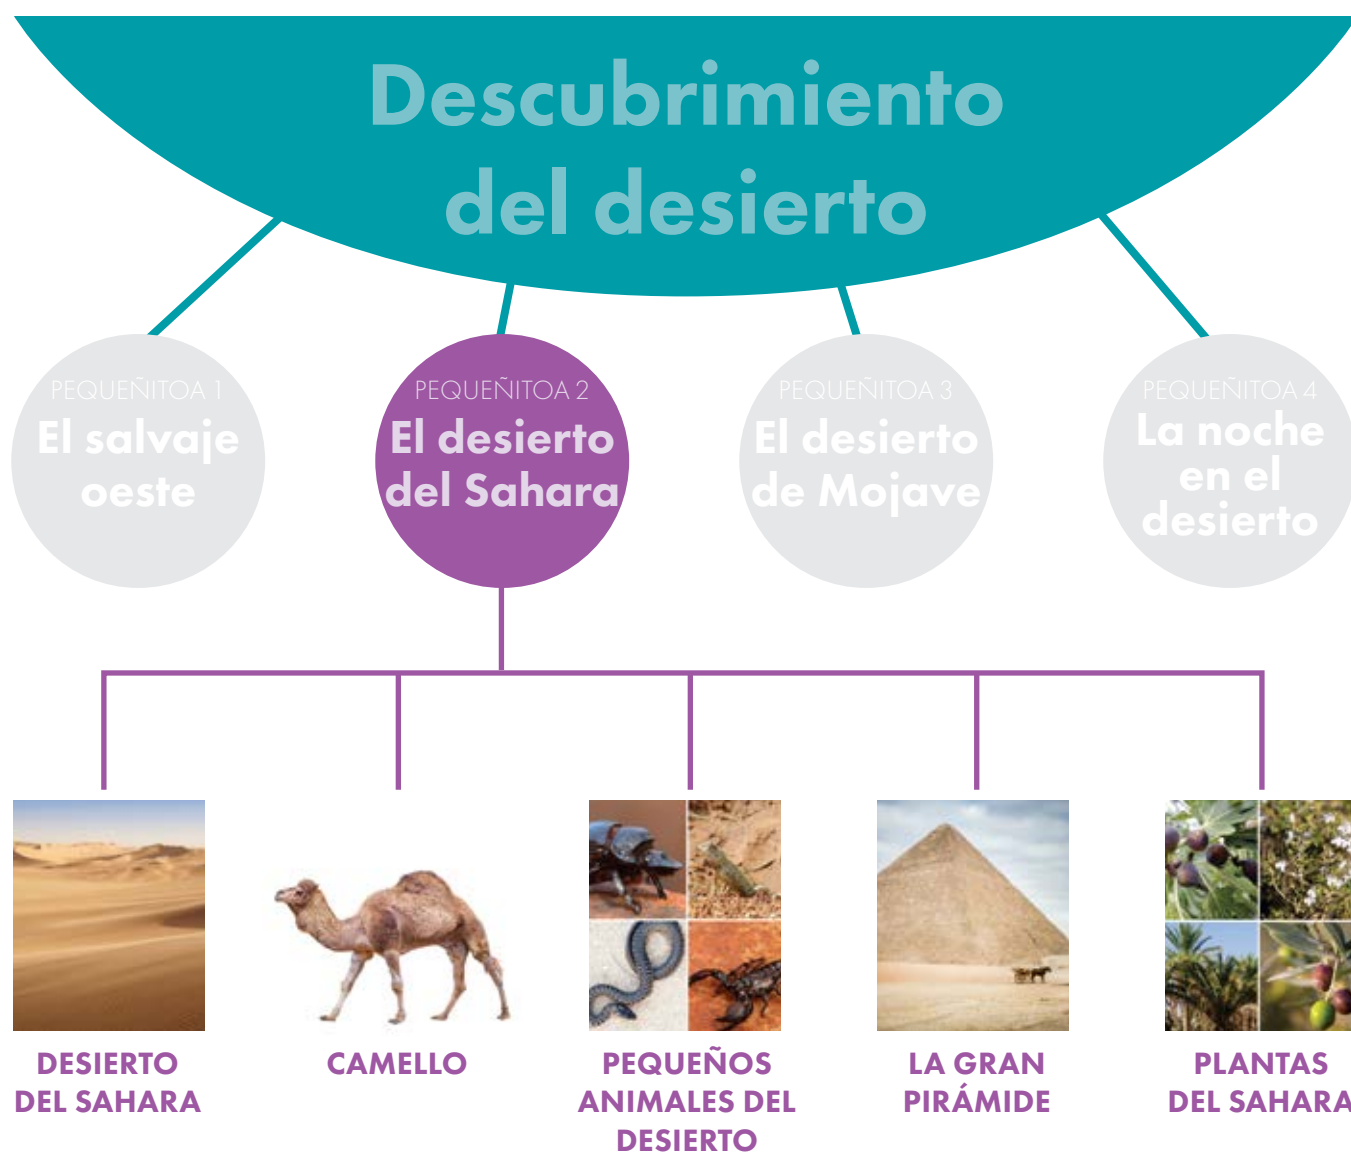 Descubrimiento
del desierto
PEQUEÑITOA 1
El salvaje
oeste
PEQUEÑITOA 2
El desierto
del Sahara
PEQUEÑITOA 3
El desierto
de Mojave
PEQUEÑITOA 4
La noche
en el
desierto
DESIERTO
DEL SAHARA
CAMELLO
PEQUEÑOS
ANIMALES DEL
DESIERTO
LA GRAN
PIRÁMIDE
PLANTAS
DEL SAHARA